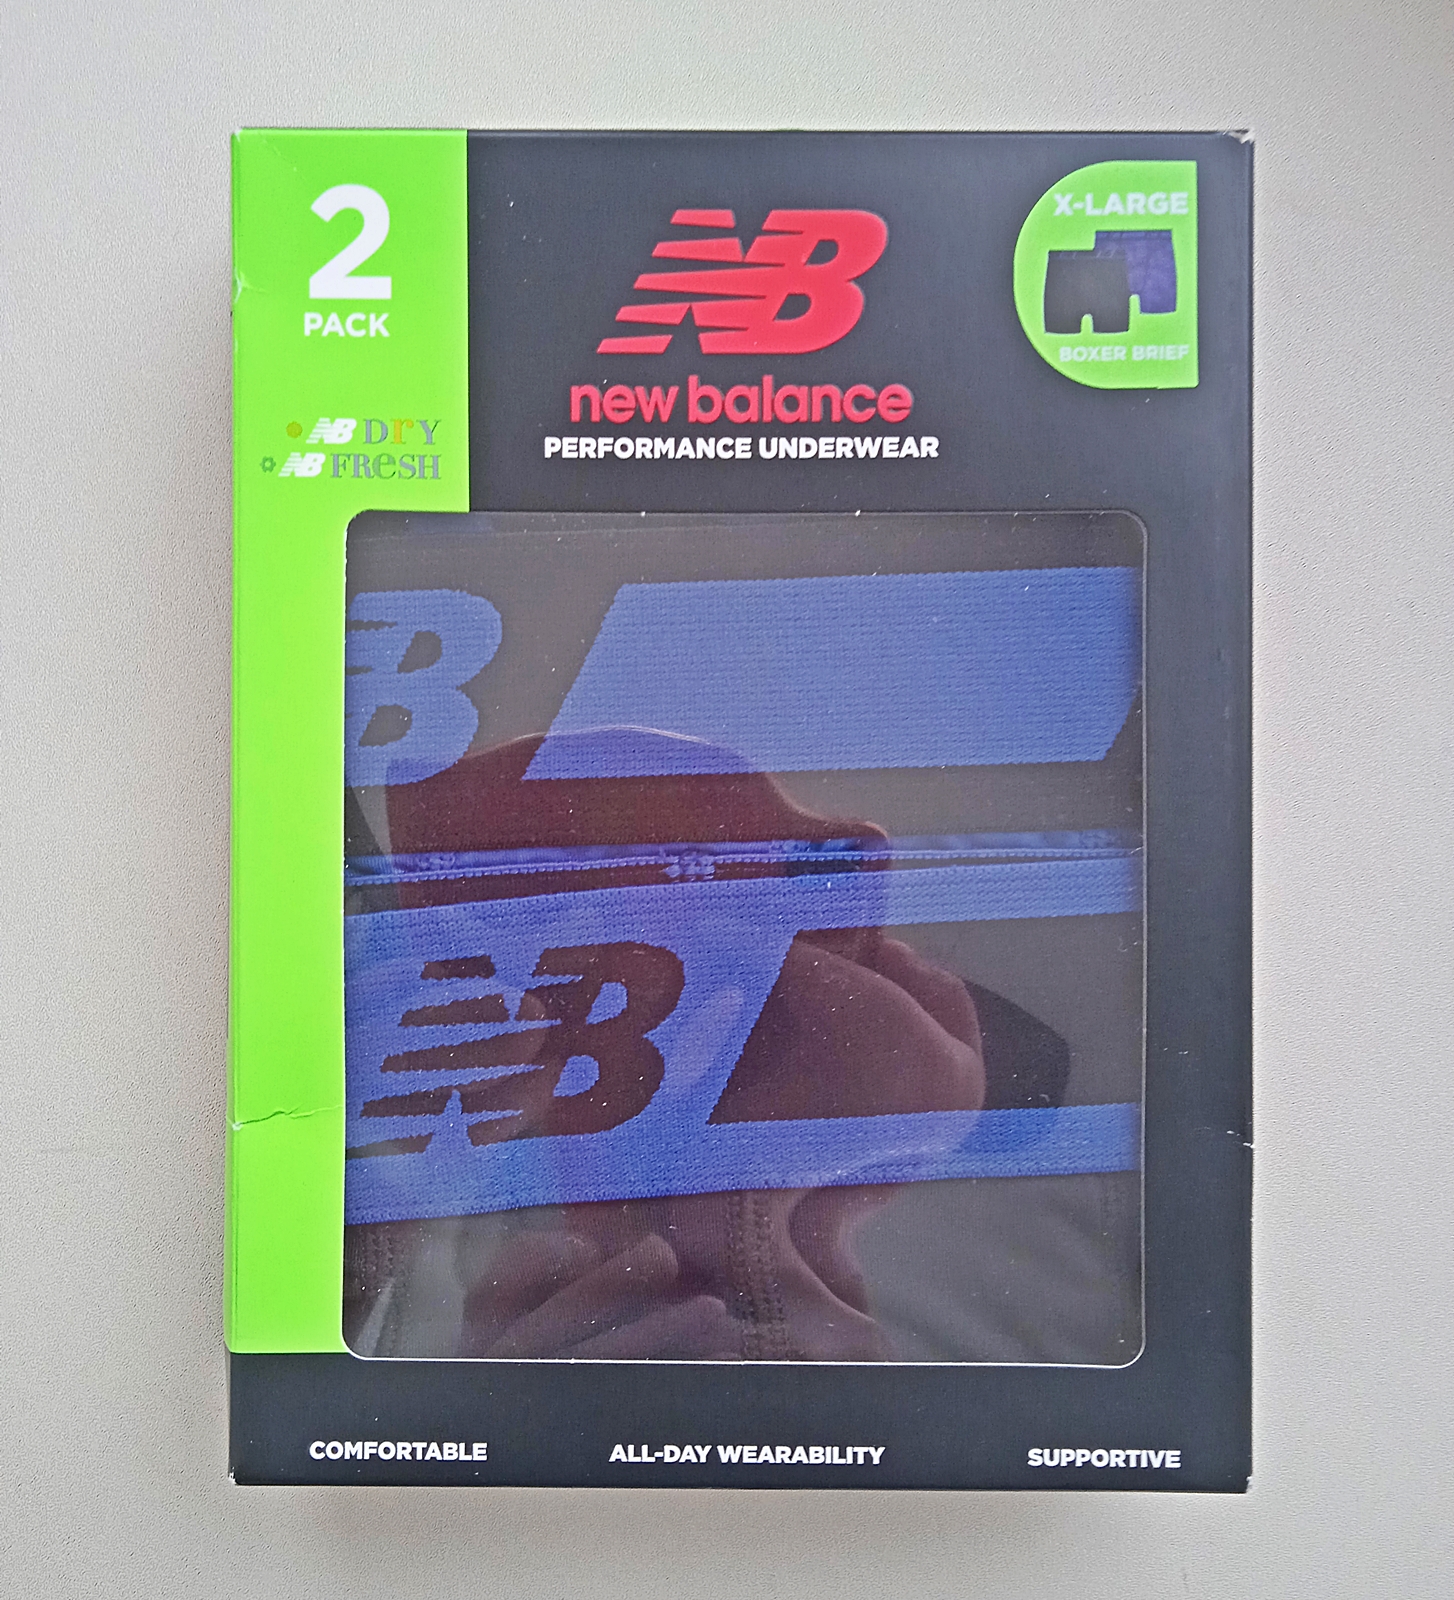 2
PACK
NB DrY
NB FReSH
NB
new balance
PERFORMANCE UNDERWEAR
X-LARGE
BOXER BRIEF
B
NB
COMFORTABLE
ALL-DAY WEARABILITY
SUPPORTIVE